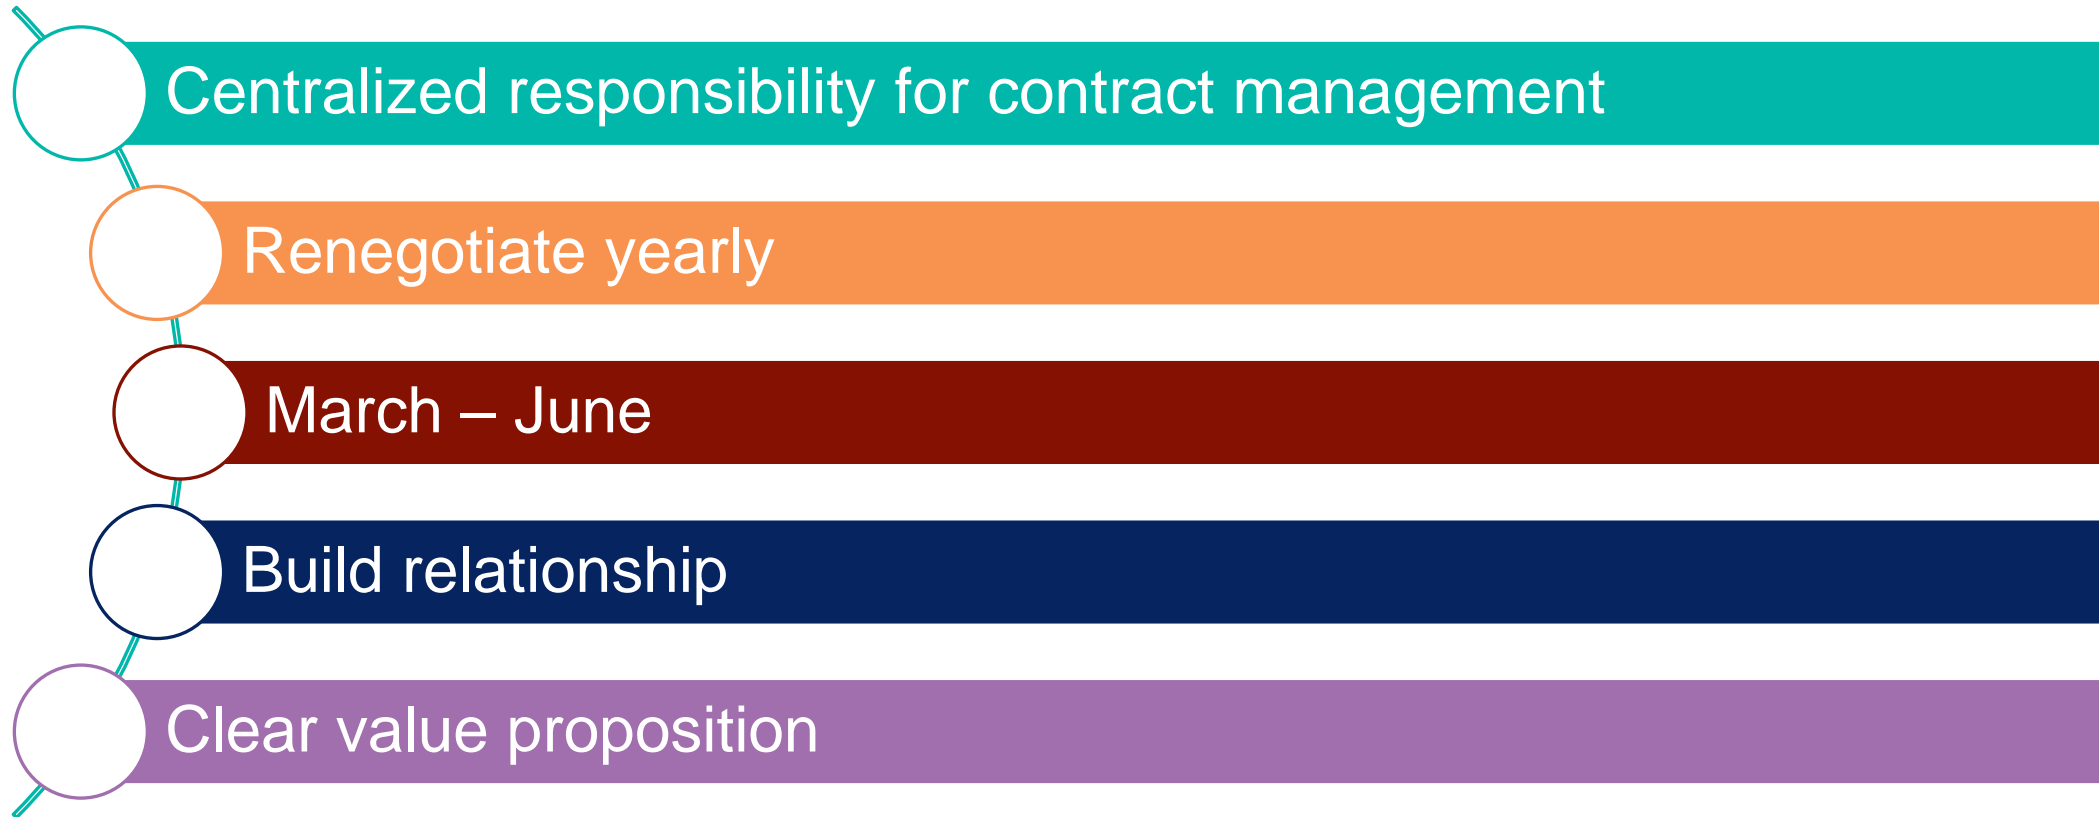 Centralized responsibility for contract management
Renegotiate yearly
March – June
Build relationship
Clear value proposition